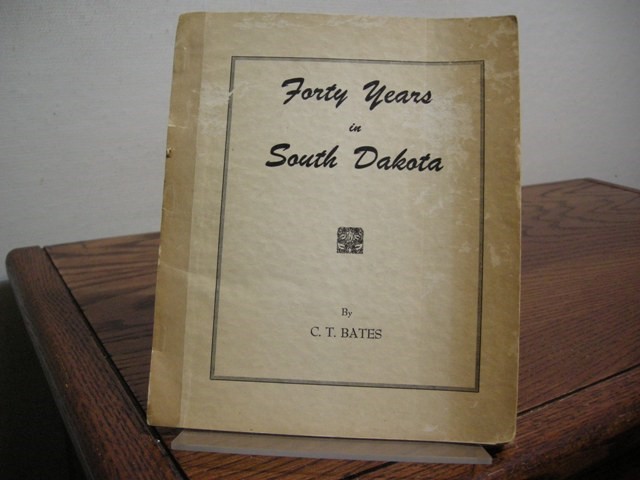 Forty Years
in
South Dakota
By
C. T. BATES